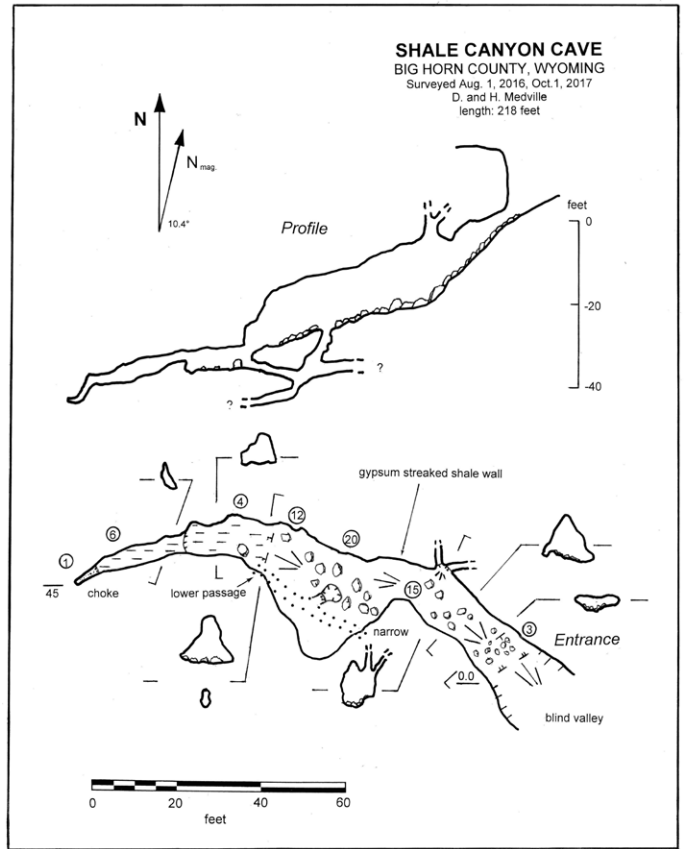 SHALE CANYON CAVE
BIG HORN COUNTY, WYOMING
Surveyed Aug. 1, 2016, Oct.1, 2017
D. and H. Medville
length: 218 feet
N
N mag.
10.4°
Profile
feet
0
-20
-40
?
?
gypsum streaked shale wall
4
12
6
20
1
15
3
45
choke
lower passage
narrow
Entrance
0.0
blind valley
0 20 40 60
feet